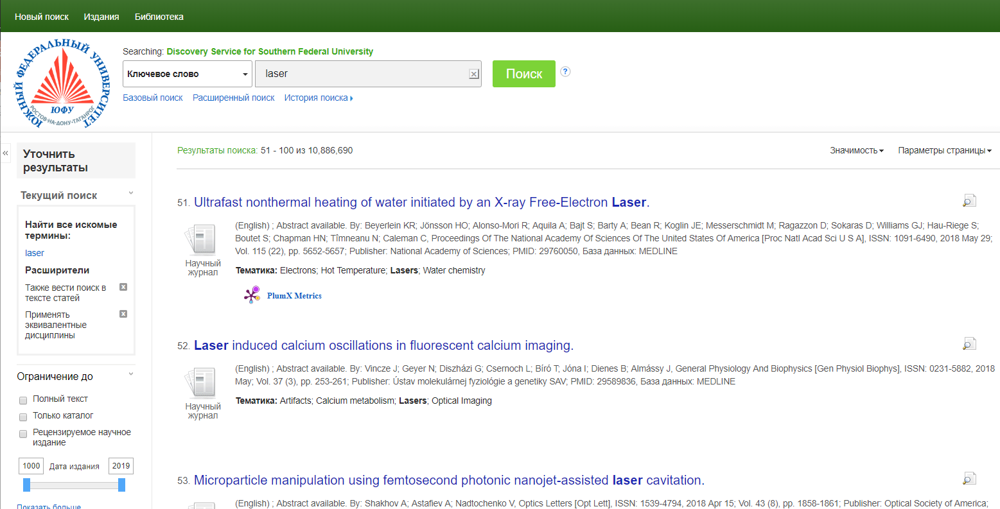 Новый поиск Издания Библиотека
ЮЖНЫЙ ФЕДЕРАЛЬНЫЙ УНИВЕРСИТЕТ
ЮФУ
РОСТОВ-НА-ДОНУ-ТАГАНРОГ
Searching: Discovery Service for Southern Federal University
Ключевое слово laser Поиск ?
Базовый поиск Расширенный поиск История поиска
«
Уточнить
результаты
Текущий поиск
Найти все искомые
термины:
laser
Расширители
Также вести поиск в
тексте статей
Применять
эквивалентные
дисциплины
Ограничение до
Полный текст
Только каталог
Рецензируемое научное
издание
1000 Дата издания 2019
Показать больше
Результаты поиска: 51 - 100 из 10,886,690 Значимость Параметры страницы
51. Ultrafast nonthermal heating of water initiated by an X-ray Free-Electron Laser.
Научный
журнал
(English) ; Abstract available. By: Beyerlein KR; Jönsson HO; Alonso-Mori R; Aquila A; Bajt S; Barty A; Bean R; Koglin JE; Messerschmidt M; Ragazzon D; Sokaras D; Williams GJ; Hau-Riege S;
Boutet S; Chapman HN; Tîmneanu N; Caleman C, Proceedings Of The National Academy Of Sciences Of The United States Of America [Proc Natl Acad Sci U S A], ISSN: 1091-6490, 2018 May 29;
Vol. 115 (22), pp. 5652-5657; Publisher: National Academy of Sciences; PMID: 29760050, База данных: MEDLINE
Тематика: Electrons; Hot Temperature; Lasers; Water chemistry
PlumX Metrics
52. Laser induced calcium oscillations in fluorescent calcium imaging.
Научный
журнал
(English) ; Abstract available. By: Vincze J; Geyer N; Diszházi G; Csernoch L; Bíró T; Jóna I; Dienes B; Almássy J, General Physiology And Biophysics [Gen Physiol Biophys], ISSN: 0231-5882, 2018
May; Vol. 37 (3), pp. 253-261; Publisher: Ústav molekulárnej fyziológie a genetiky SAV; PMID: 29589836, База данных: MEDLINE
Тематика: Artifacts; Calcium metabolism; Lasers; Optical Imaging
53. Microparticle manipulation using femtosecond photonic nanojet-assisted laser cavitation.
(English) ; Abstract available. By: Shakhov A; Astafiev A; Nadtochenko V, Optics Letters [Opt Lett], ISSN: 1539-4794, 2018 Apr 15; Vol. 43 (8), pp. 1858-1861; Publisher: Optical Society of America;